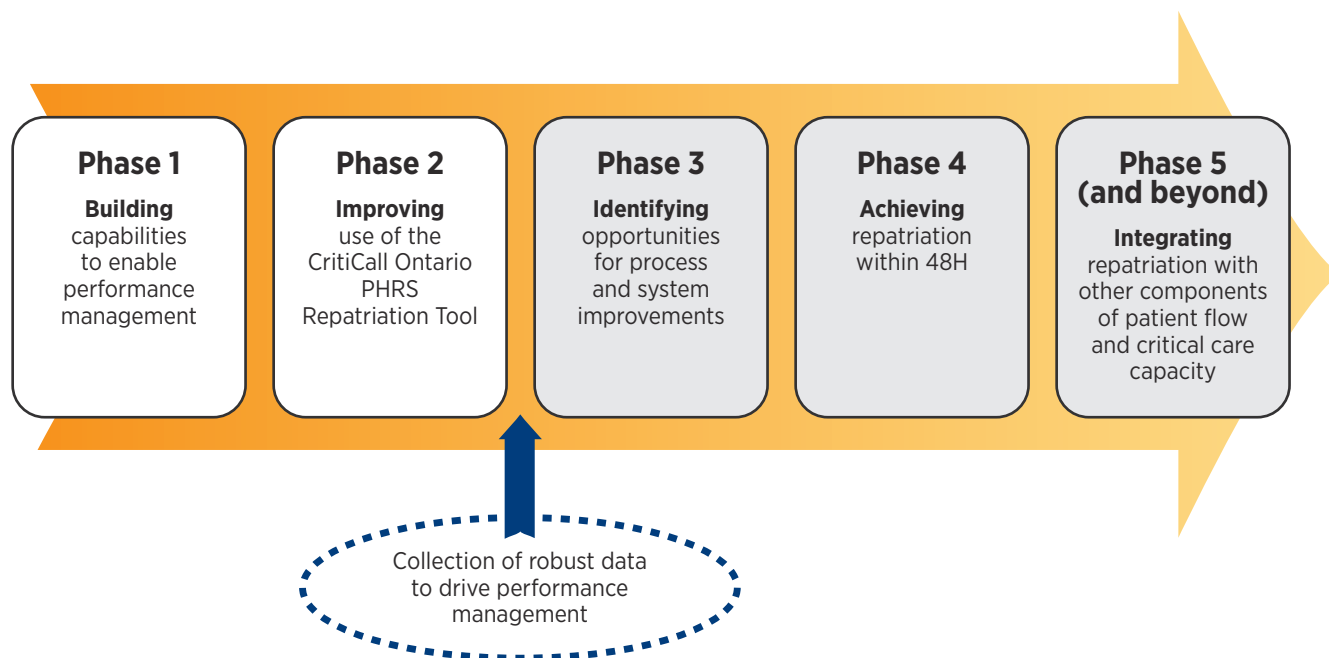 Phase 1
Building
capabilities
to enable
performance
management
Phase 2
Improving
use of the
CritiCall Ontario
PHRS
Repatriation Tool
Phase 3
Identifying
opportunities
for process
and system
improvements
Phase 4
Achieving
repatriation
within 48H
Phase 5
(and beyond)
Integrating
repatriation with
other components
of patient flow
and critical care
capacity
Collection of robust data
to drive performance
management